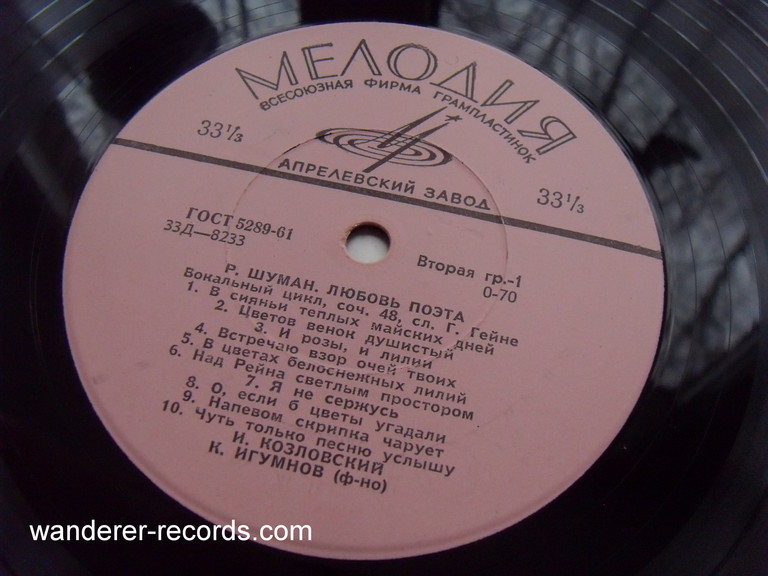 МЕЛОДИЯ
ВСЕСОЮЗНАЯ ФИРМА ГРАМПЛАСТИНОК
33⅓
33⅓
АПРЕЛЕВСКИЙ ЗАВОД
ГОСТ 5289-61
33Д—8233
Вторая гр.-1
0-70
Р. ШУМАН. ЛЮБОВЬ ПОЭТА
Вокальный цикл, соч. 48, сл. Г. Гейне
1. В сияньи теплых майских дней
2. Цветов венок душистый
3. И розы, и лилии
4. Встречаю взор очей твоих
5. В цветах белоснежных лилий
6. Над Рейна светлым простором
7. Я не сержусь
8. О, если б цветы угадали
9. Напевом скрипка чарует
10. Чуть только песню услышу
И. КОЗЛОВСКИЙ
К. ИГУМНОВ (ф-но)
wanderer-records.com